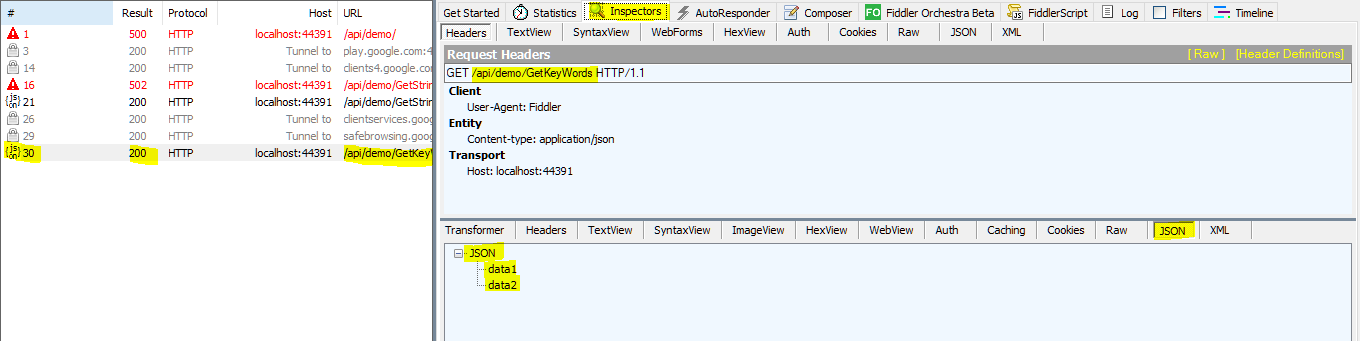 # Result Protocol Host URL
1 500 HTTP localhost:44391 /api/demo/
3 200 HTTP Tunnel to play.google.com:4
14 200 HTTP Tunnel to clients4.google.com
16 502 HTTP localhost:44391 /api/demo/GetStrin
21 200 HTTP localhost:44391 /api/demo/GetStrin
26 200 HTTP Tunnel to clientservices.goog
29 200 HTTP Tunnel to safebrowsing.google
30 200 HTTP localhost:44391 /api/demo/GetKeyW
Get Started Statistics Inspectors AutoResponder Composer FO Fiddler Orchestra Beta JS FiddlerScript Log Filters Timeline
Headers TextView SyntaxView WebForms HexView Auth Cookies Raw JSON XML
Request Headers [ Raw ] [Header Definitions]
GET /api/demo/GetKeyWords HTTP/1.1
Client
User-Agent: Fiddler
Entity
Content-type: application/json
Transport
Host: localhost:44391
Transformer Headers TextView SyntaxView ImageView HexView WebView Auth Caching Cookies Raw JSON XML
JSON
data1
data2